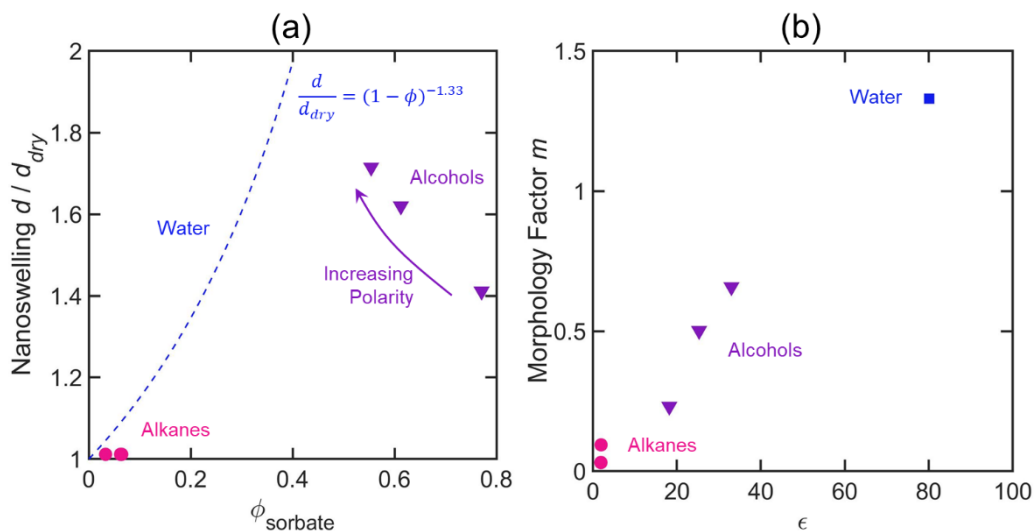 (a)
2
1.8
1.6
1.4
1.2
1
0
0.2
0.4
0.6
0.8
Nanoswelling d / d_dry
ϕ_sorbate
d/d_dry = (1 − ϕ)^−1.33
Water
Alcohols
Increasing
Polarity
Alkanes
(b)
1.5
1
0.5
0
0
20
40
60
80
100
Morphology Factor m
ϵ
Water
Alcohols
Alkanes